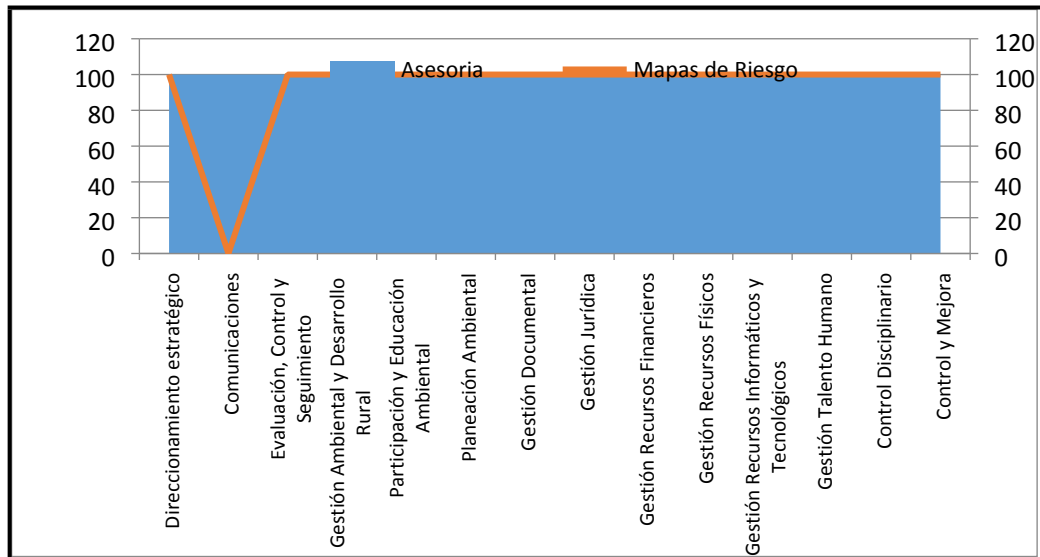 120
100
80
60
40
20
0
Asesoria
Mapas de Riesgo
120
100
80
60
40
20
0
Direccionamiento estratégico
Comunicaciones
Evaluación, Control y
Seguimiento
Gestión Ambiental y Desarrollo
Rural
Participación y Educación
Ambiental
Planeación Ambiental
Gestión Documental
Gestión Jurídica
Gestión Recursos Financieros
Gestión Recursos Físicos
Gestión Recursos Informáticos y
Tecnológicos
Gestión Talento Humano
Control Disciplinario
Control y Mejora